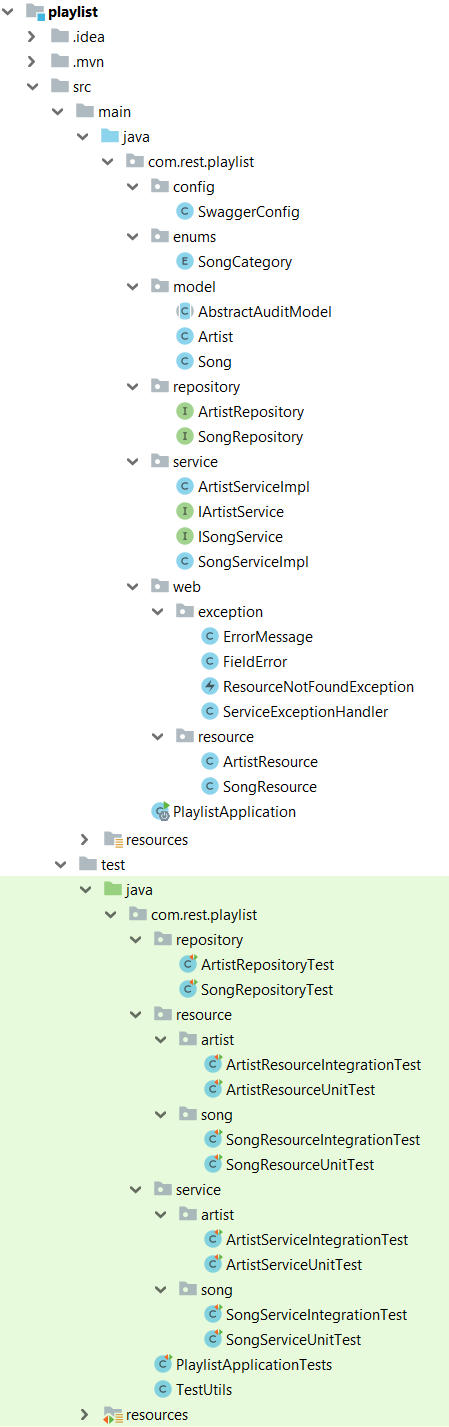 playlist
.idea
.mvn
src
main
java
com.rest.playlist
config
C SwaggerConfig
enums
E SongCategory
model
C AbstractAuditModel
C Artist
C Song
repository
I ArtistRepository
I SongRepository
service
C ArtistServiceImpl
I IArtistService
I ISongService
C SongServiceImpl
web
exception
C ErrorMessage
C FieldError
ResourceNotFoundException
C ServiceExceptionHandler
resource
C ArtistResource
C SongResource
C PlaylistApplication
resources
test
java
com.rest.playlist
repository
C ArtistRepositoryTest
C SongRepositoryTest
resource
artist
C ArtistResourceIntegrationTest
C ArtistResourceUnitTest
song
C SongResourceIntegrationTest
C SongResourceUnitTest
service
artist
C ArtistServiceIntegrationTest
C ArtistServiceUnitTest
song
C SongServiceIntegrationTest
C SongServiceUnitTest
C PlaylistApplicationTests
C TestUtils
resources